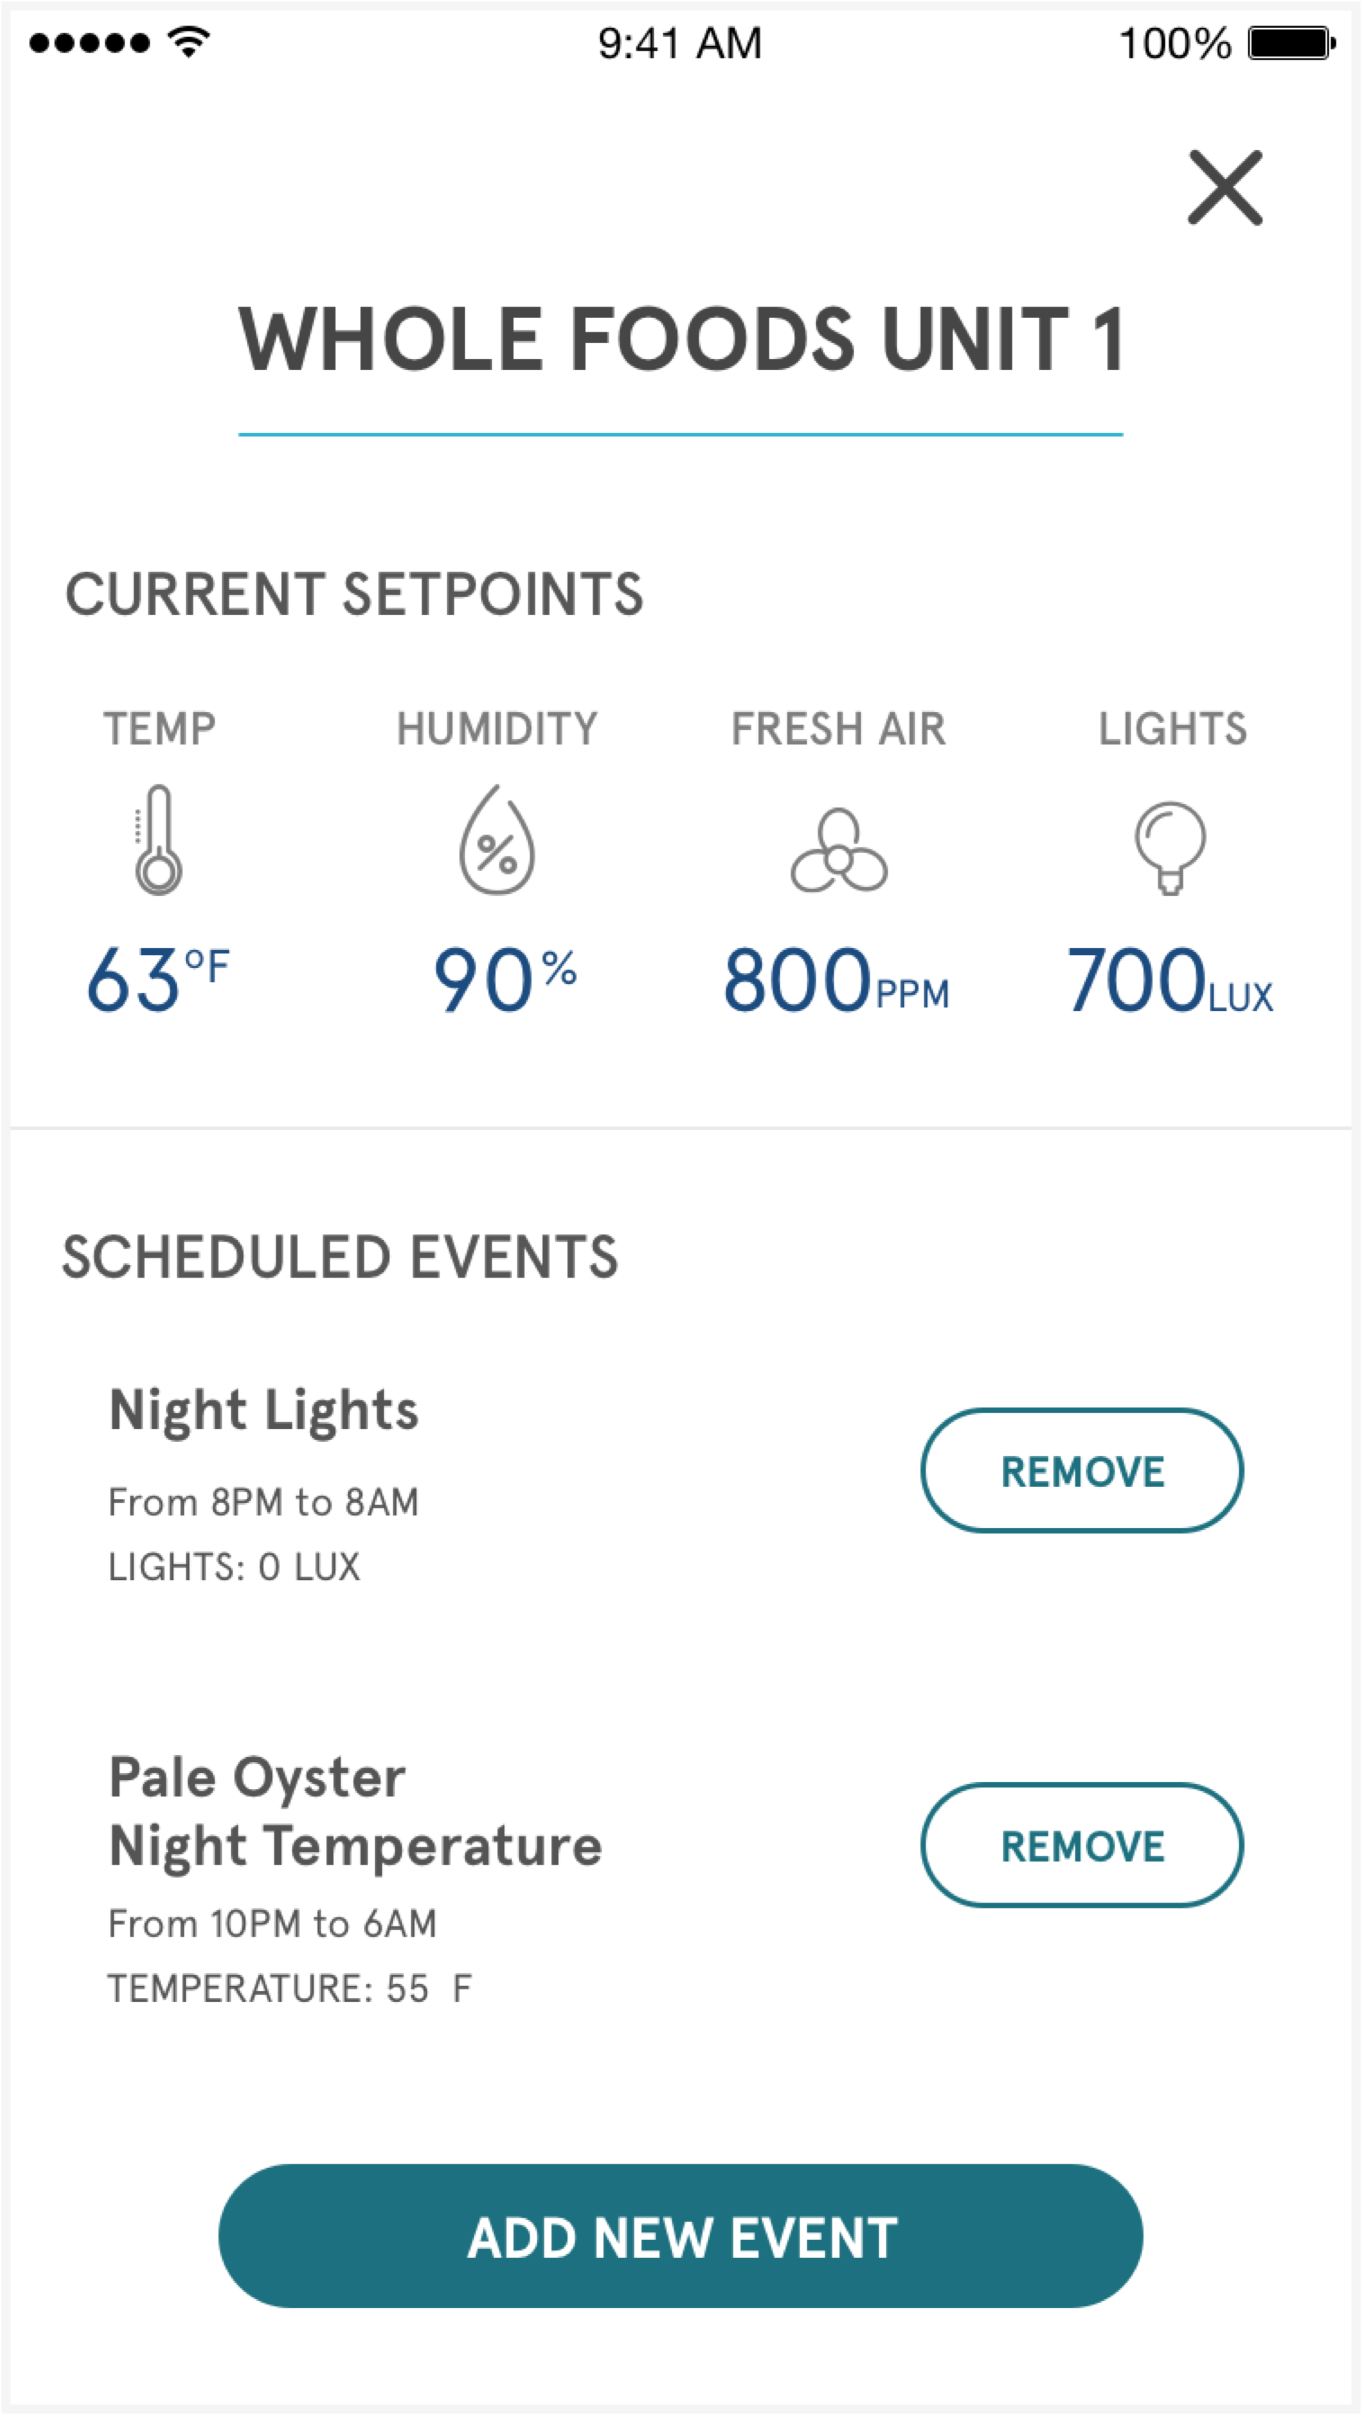 9:41 AM 100%
WHOLE FOODS UNIT 1
CURRENT SETPOINTS
TEMP HUMIDITY FRESH AIR LIGHTS
%
63°F 90% 800PPM 700LUX
SCHEDULED EVENTS
Night Lights
From 8PM to 8AM
LIGHTS: 0 LUX
REMOVE
Pale Oyster
Night Temperature
From 10PM to 6AM
TEMPERATURE: 55 F
REMOVE
ADD NEW EVENT